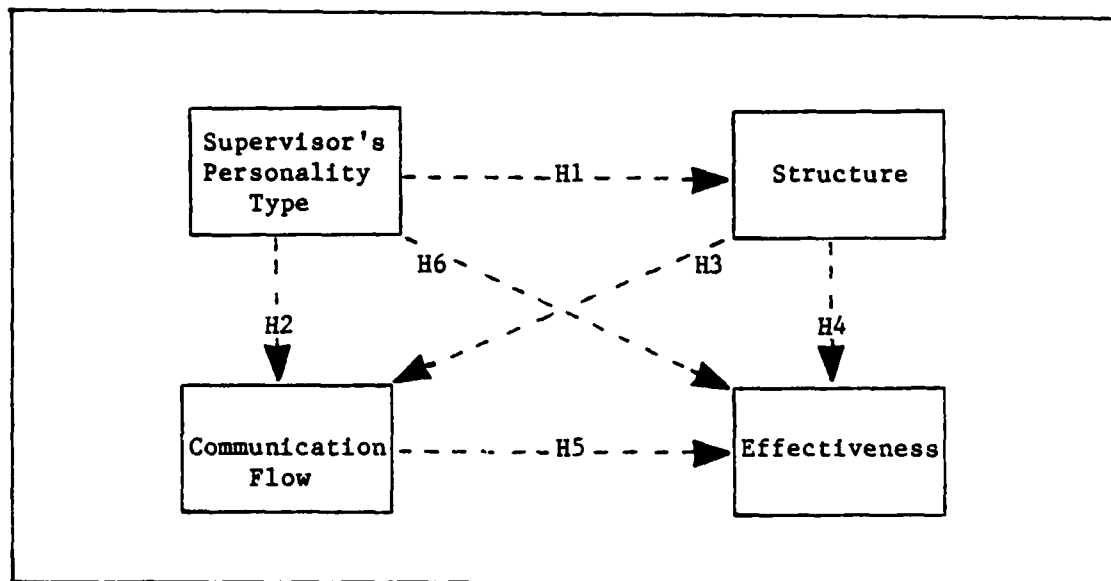 Supervisor's
Personality
Type
H1
Structure
H6
H3
H2
H4
Communication
Flow
H5
Effectiveness